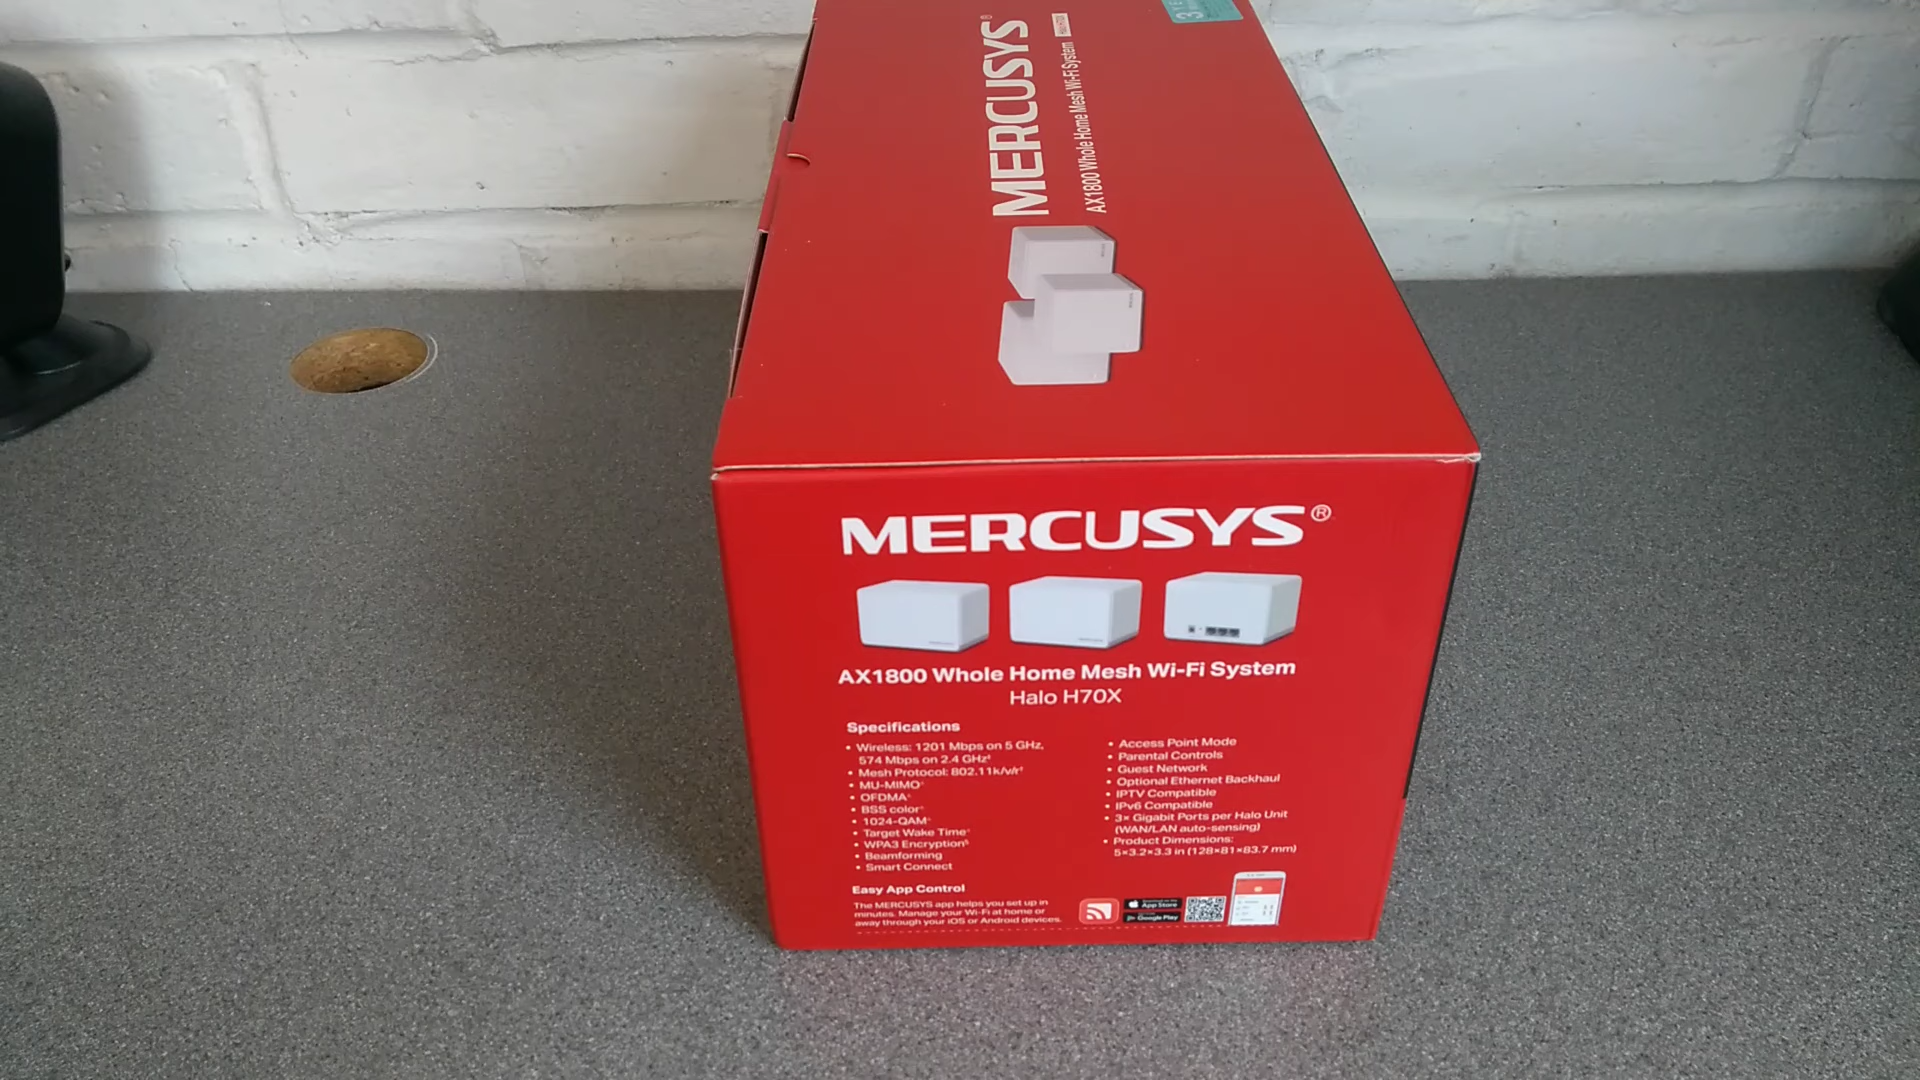 MERCUSYS®
AX1800 Whole Home Mesh Wi-Fi System
3
MERCUSYS®
AX1800 Whole Home Mesh Wi-Fi System
Halo H70X
Specifications
• Wireless: 1201 Mbps on 5 GHz,
574 Mbps on 2.4 GHz
• Mesh Protocol: 802.11k/v/r
• MU-MIMO
• OFDMA
• BSS color
• 1024-QAM
• Target Wake Time
• WPA3 Encryption
• Beamforming
• Smart Connect
• Access Point Mode
• Parental Controls
• Guest Network
• Optional Ethernet Backhaul
• IPTV Compatible
• IPv6 Compatible
• 3× Gigabit Ports per Halo Unit
(WAN/LAN auto-sensing)
• Product Dimensions:
5×3.2×3.3 in (128×81×83.7 mm)
Easy App Control
The MERCUSYS app helps you set up in
minutes. Manage your Wi-Fi at home or
away through your iOS or Android devices.
App Store
Google Play